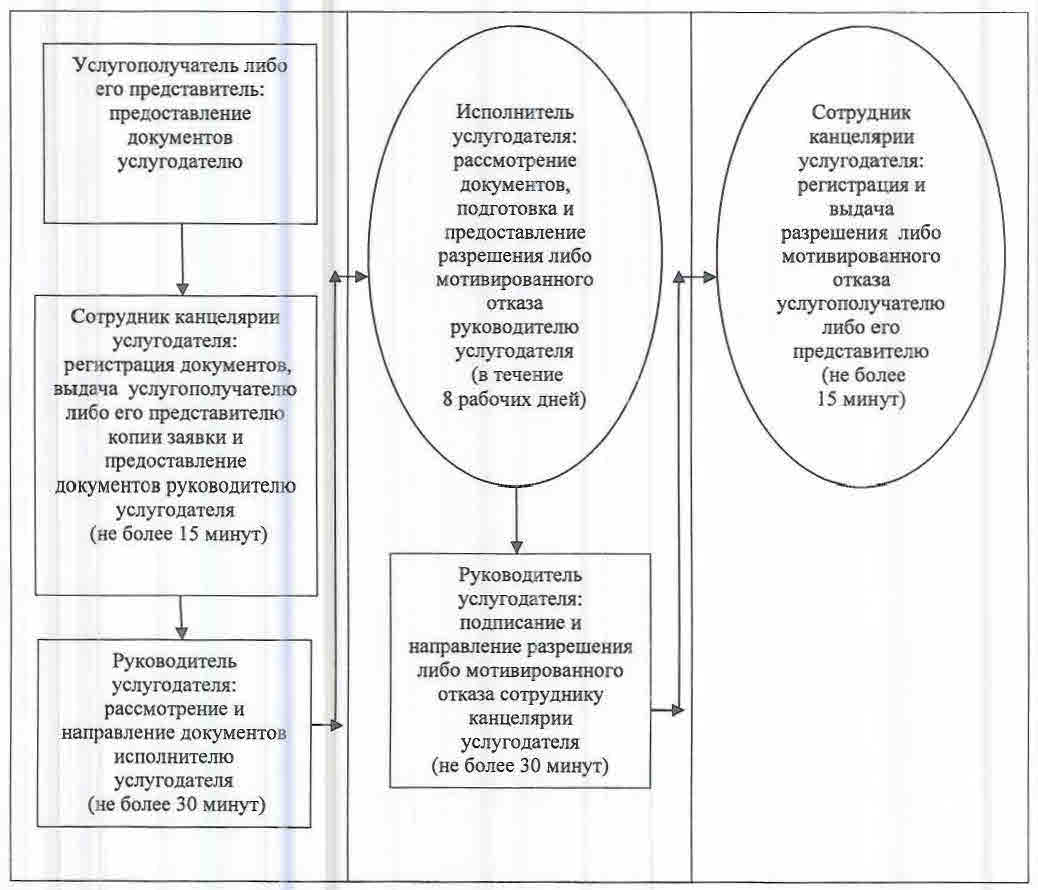 Услугополучатель либо
его представитель:
предоставление
документов
услугодателю
Сотрудник канцелярии
услугодателя:
регистрация документов,
выдача услугополучателю
либо его представителю
копии заявки и
предоставление
документов руководителю
услугодателя
(не более 15 минут)
Руководитель
услугодателя:
рассмотрение и
направление документов
исполнителю
услугодателя
(не более 30 минут)
Исполнитель
услугодателя:
рассмотрение
документов,
подготовка и
предоставление
разрешения либо
мотивированного
отказа
руководителю
услугодателя
(в течение
8 рабочих дней)
Руководитель
услугодателя:
подписание и
направление разрешения
либо мотивированного
отказа сотруднику
канцелярии
услугодателя
(не более 30 минут)
Сотрудник
канцелярии
услугодателя:
регистрация и
выдача
разрешения либо
мотивированного
отказа
услугополучателю
либо его
представителю
(не более
15 минут)